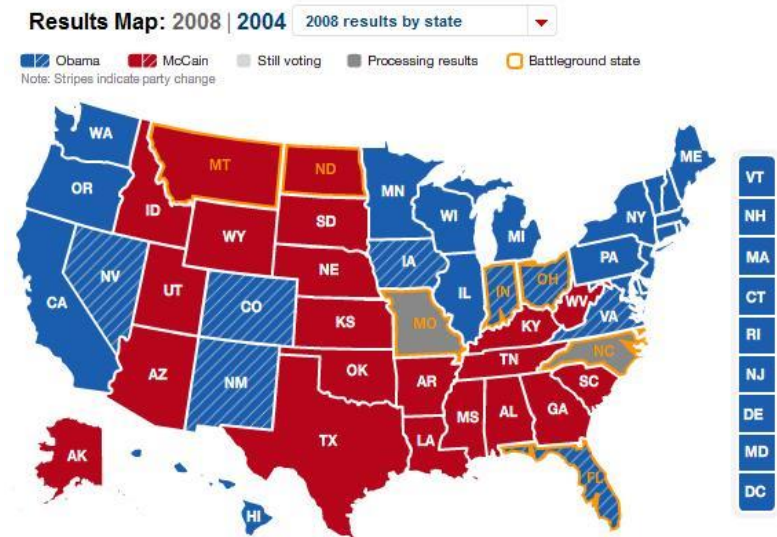 Results Map: 2008 | 2004 2008 results by state
Obama McCain Still voting Processing results Battleground state
Note: Stripes indicate party change
WA
ME
MT
ND
VT
OR
MN
ID
NH
SD
WI
NY
WY
MI
MA
IA
PA
NE
CT
NV
IL
IN
OH
CA
UT
CO
WV
VA
RI
KS
MO
KY
NC
NJ
TN
AZ
NM
OK
AR
SC
DE
MS
AL
GA
TX
LA
MD
AK
FL
DC
HI